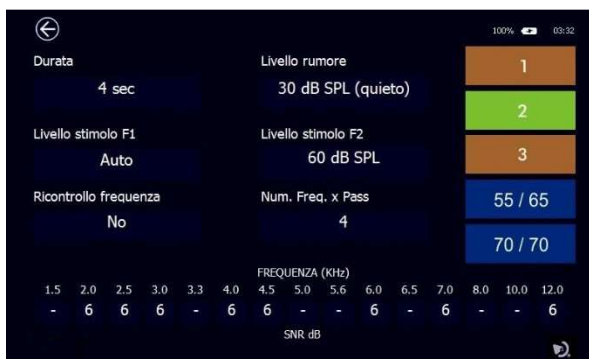 100% 03:32
Durata
4 sec
Livello rumore
30 dB SPL (quieto)
1
2
Livello stimolo F1
Auto
Livello stimolo F2
60 dB SPL
3
Ricontrollo frequenza
No
Num. Freq. x Pass
4
55 / 65
70 / 70
FREQUENZA (KHz)
1.5 2.0 2.5 3.0 3.3 4.0 4.5 5.0 5.6 6.0 6.5 7.0 8.0 10.0 12.0
- 6 6 6 - 6 6 - - 6 - 6 - - 6
SNR dB